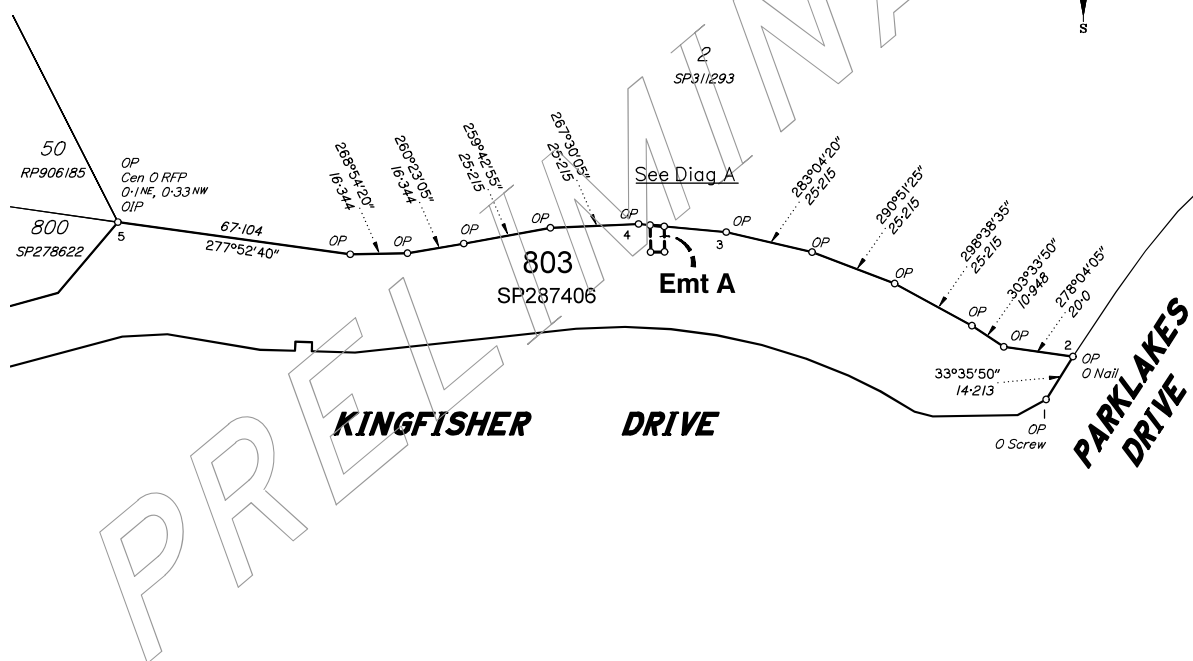 S
2
SP311293
See Diag A
50
RP906185
800
SP278622
OP
Cen O RFP
0·1NE, 0·33NW
OIP
5
67·104
277°52'40"
OP
268°54'20"
16·344
OP
260°23'05"
16·344
OP
259°42'55"
25·215
OP
267°30'05"
25·215
OP
4
3
OP
283°04'20"
25·215
OP
290°51'25"
25·215
OP
298°38'35"
25·215
OP
303°33'50"
10·948
OP
278°04'05"
20·0
2
OP
O Nail
33°35'50"
14·213
1
OP
O Screw
803
SP287406
Emt A
KINGFISHER DRIVE
PARKLAKES
DRIVE
PRELIMINA